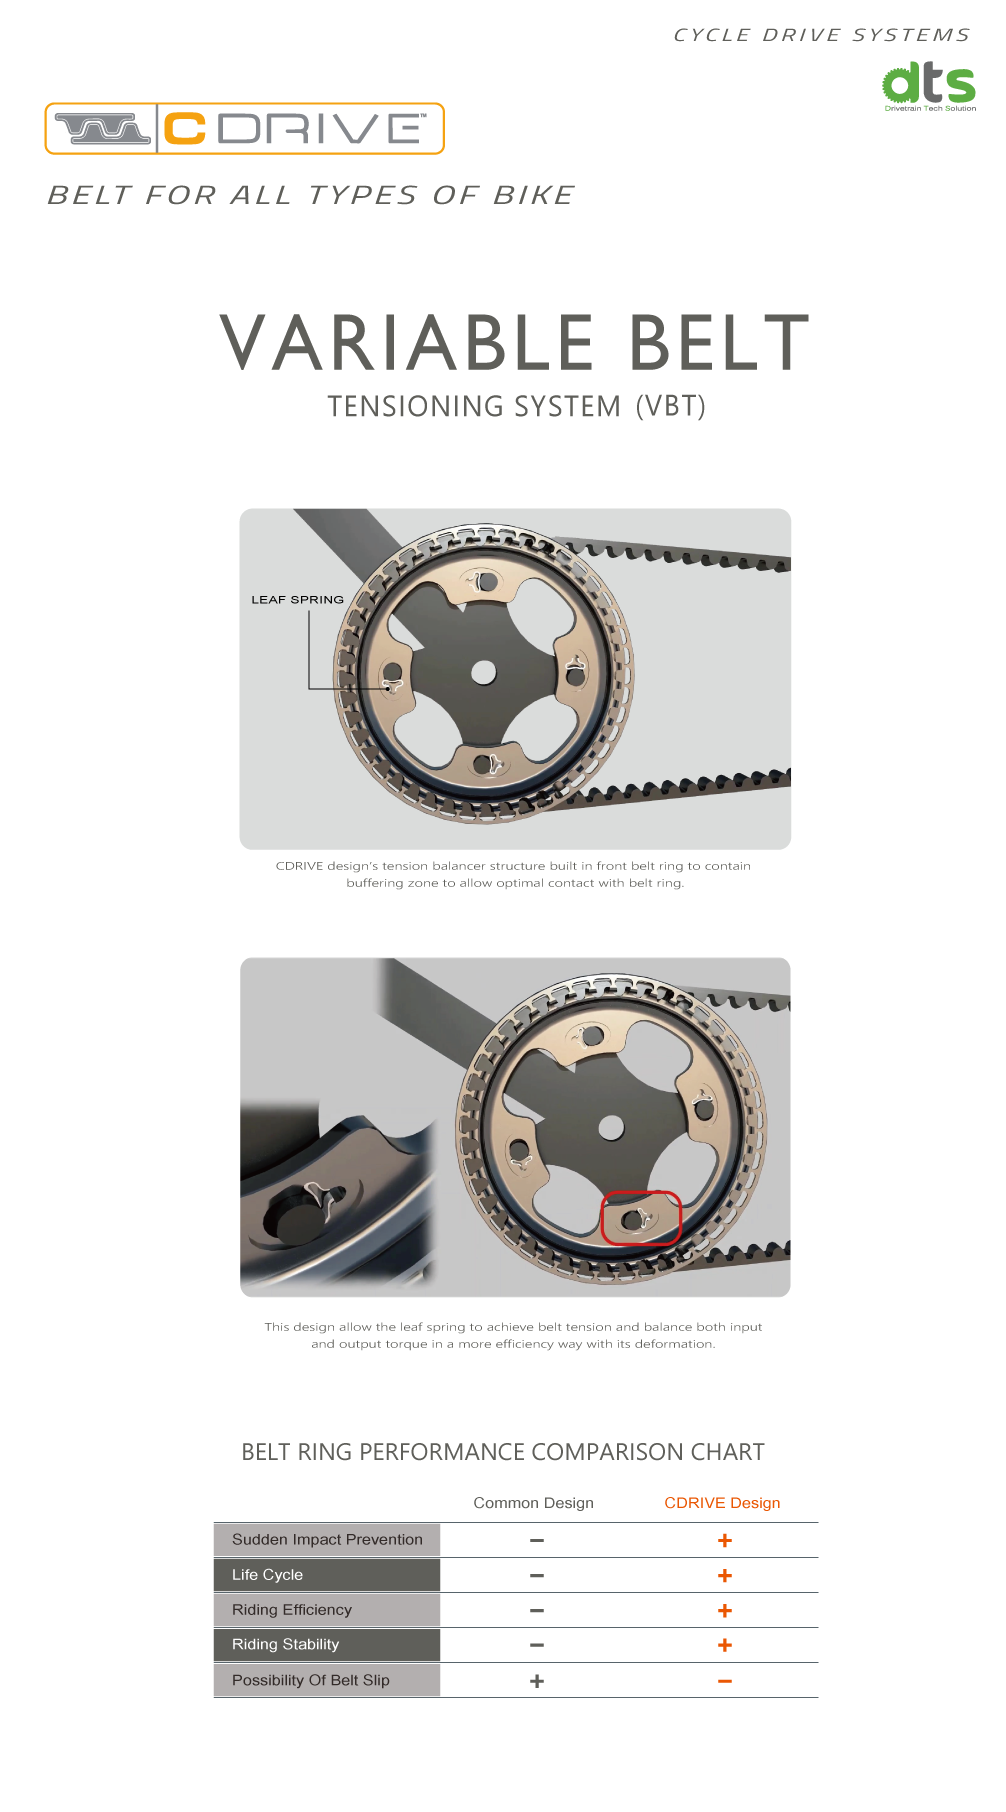 CYCLE DRIVE SYSTEMS
dts
Drivetrain Tech Solution
CDRIVE™
BELT FOR ALL TYPES OF BIKE
VARIABLE BELT
TENSIONING SYSTEM (VBT)
LEAF SPRING
CDRIVE design's tension balancer structure built in front belt ring to contain
buffering zone to allow optimal contact with belt ring.
This design allow the leaf spring to achieve belt tension and balance both input
and output torque in a more efficiency way with its deformation.
BELT RING PERFORMANCE COMPARISON CHART
Common Design CDRIVE Design
Sudden Impact Prevention − +
Life Cycle − +
Riding Efficiency − +
Riding Stability − +
Possibility Of Belt Slip + −